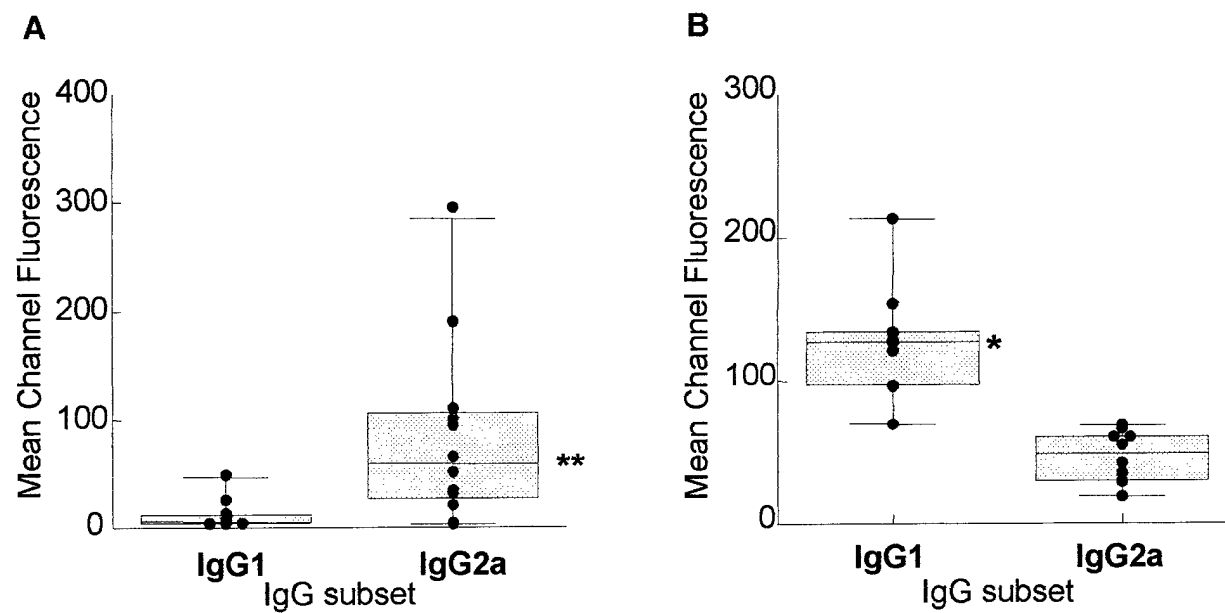 A
Mean Channel Fluorescence
400
300
200
100
0
**
IgG1
IgG2a
IgG subset
B
Mean Channel Fluorescence
300
200
100
0
*
IgG1
IgG2a
IgG subset